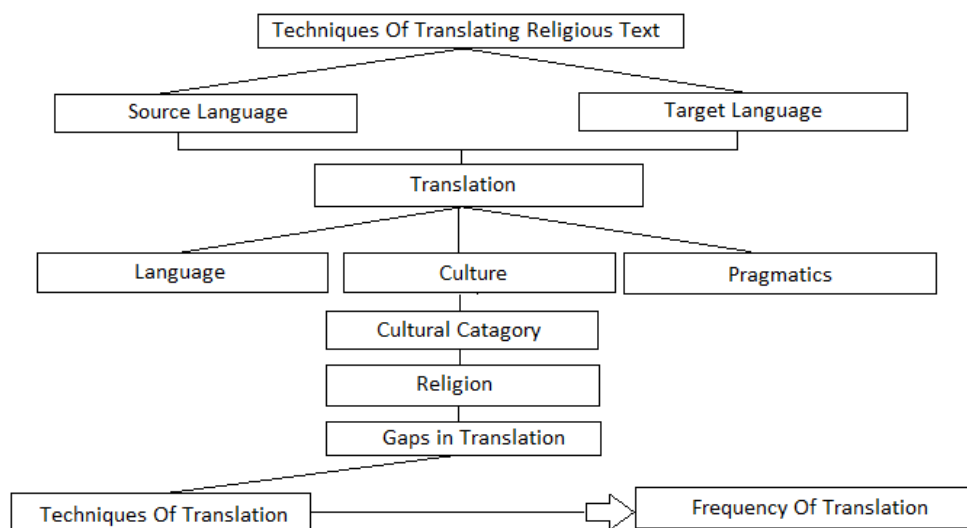 Techniques Of Translating Religious Text
Source Language
Target Language
Translation
Language
Culture
Pragmatics
Cultural Catagory
Religion
Gaps in Translation
Techniques Of Translation
Frequency Of Translation